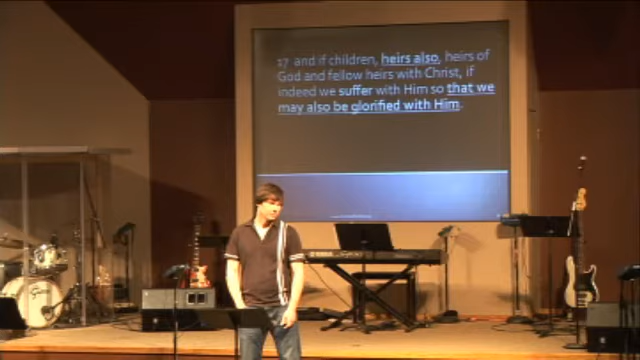 17 and if children, heirs also, heirs of
God and fellow heirs with Christ, if
indeed we suffer with Him so that we
may also be glorified with Him.